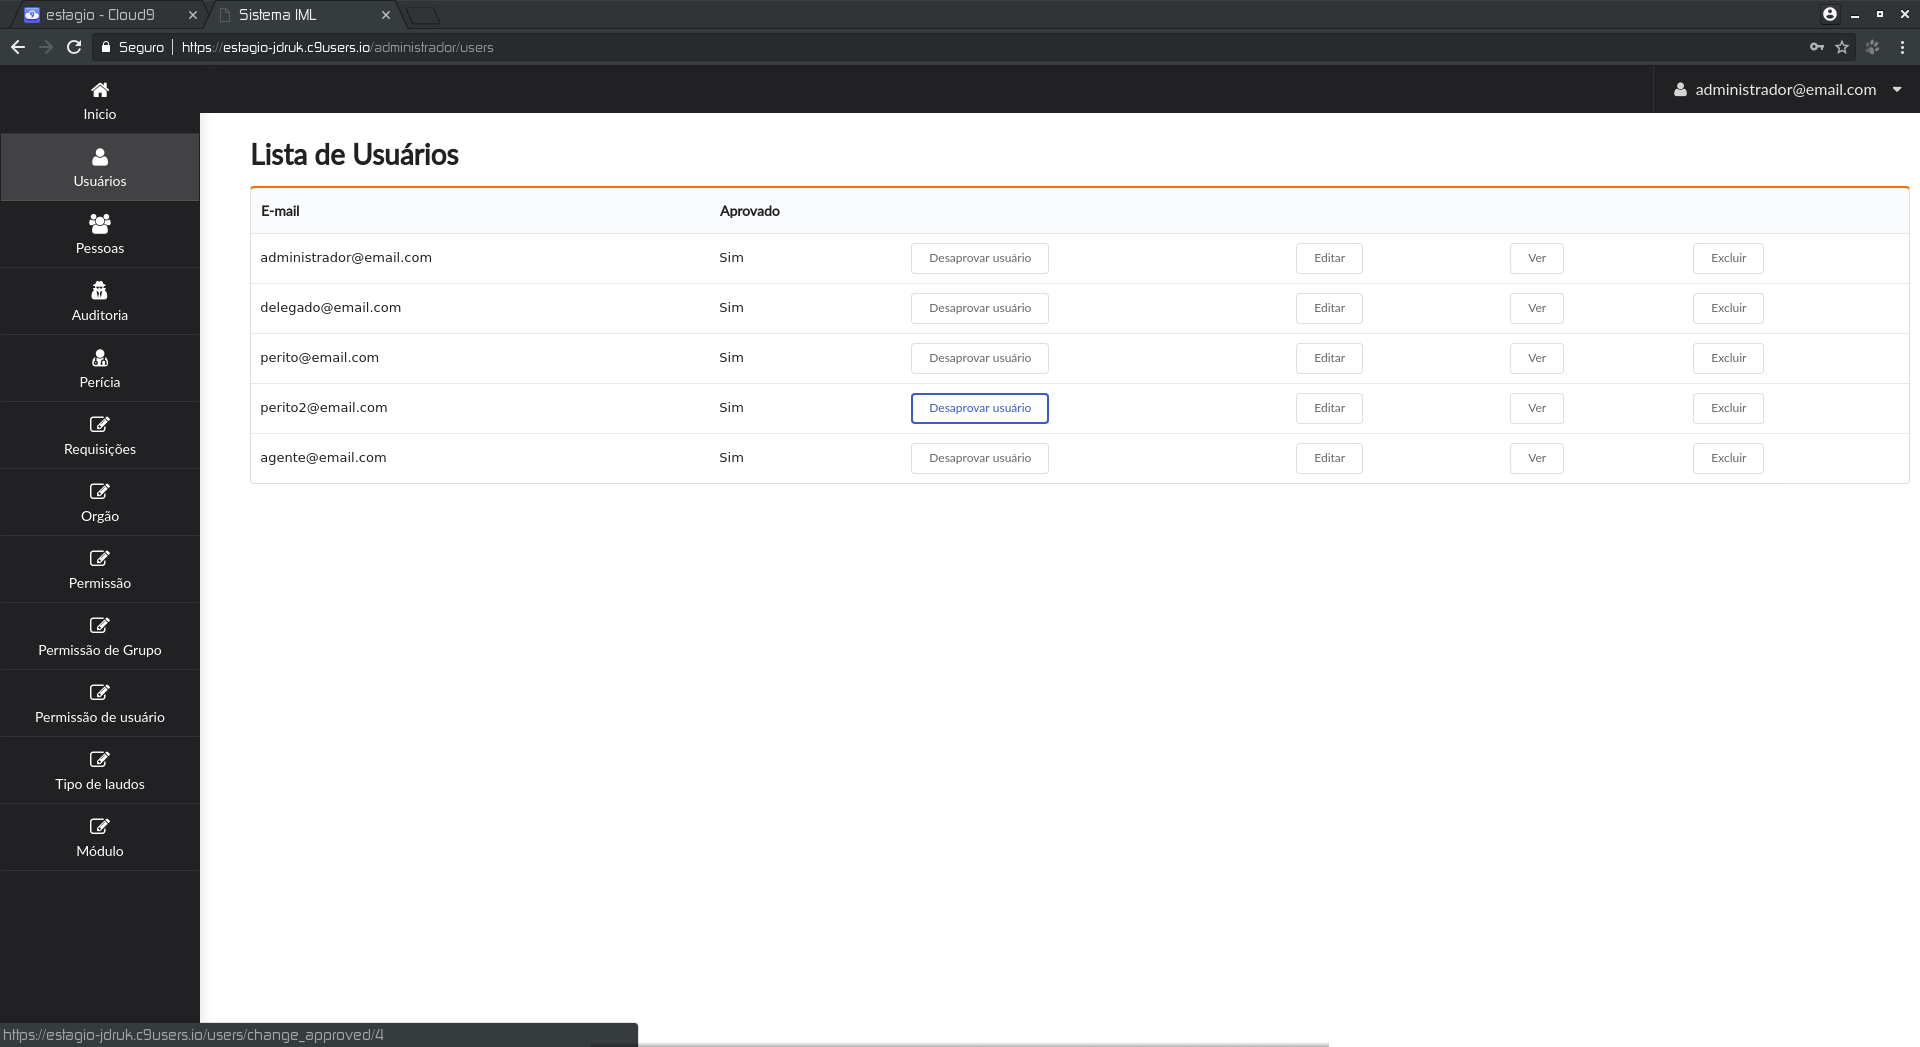 estagio - Cloud9
Sistema IML
Seguro
https://estagio-jdruk.c9users.io/administrador/users
administrador@email.com
Inicio
Usuários
Pessoas
Auditoria
Perícia
Requisições
Orgão
Permissão
Permissão de Grupo
Permissão de usuário
Tipo de laudos
Módulo
Lista de Usuários
E-mail Aprovado
administrador@email.com Sim Desaprovar usuário Editar Ver Excluir
delegado@email.com Sim Desaprovar usuário Editar Ver Excluir
perito@email.com Sim Desaprovar usuário Editar Ver Excluir
perito2@email.com Sim Desaprovar usuário Editar Ver Excluir
agente@email.com Sim Desaprovar usuário Editar Ver Excluir
https://estagio-jdruk.c9users.io/users/change_approved//4